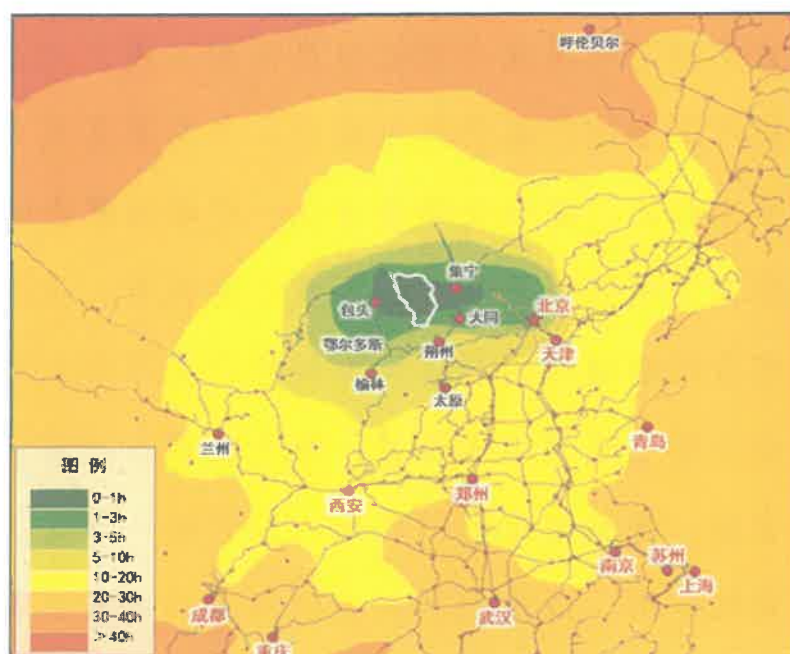 呼伦贝尔
集宁
包头
大同
北京
鄂尔多斯
朔州
天津
榆林
太原
兰州
青岛
图例
西安
郑州
0-1h
1-3h
3-5h
5-10h
10-20h
20-30h
30-40h
>40h
南京
苏州
上海
成都
武汉
重庆